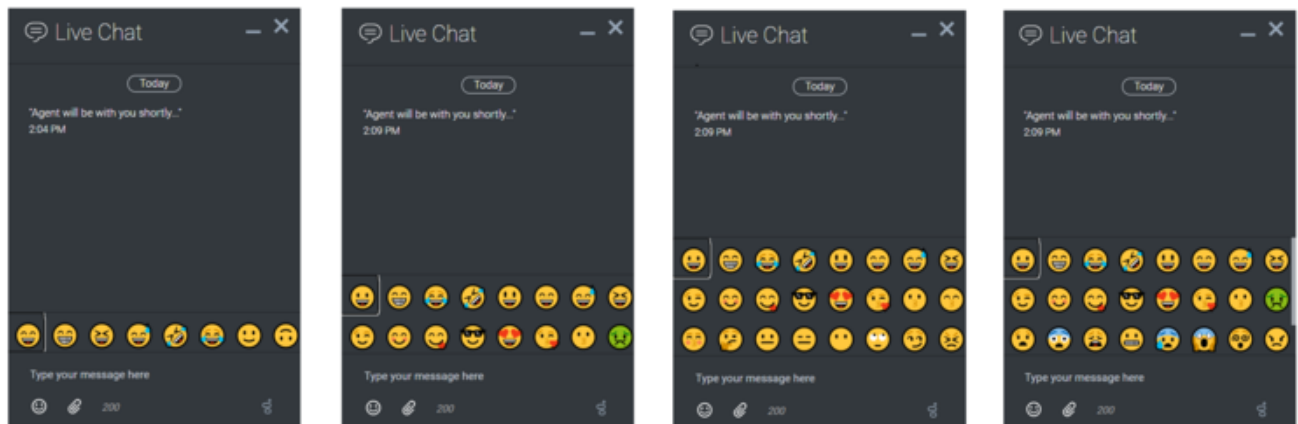 Live Chat
Today
"Agent will be with you shortly..."
2:04 PM
Type your message here
200
Live Chat
Today
"Agent will be with you shortly..."
2:09 PM
Type your message here
200
Live Chat
Today
"Agent will be with you shortly..."
2:09 PM
Type your message here
200
Live Chat
Today
"Agent will be with you shortly..."
2:09 PM
Type your message here
200